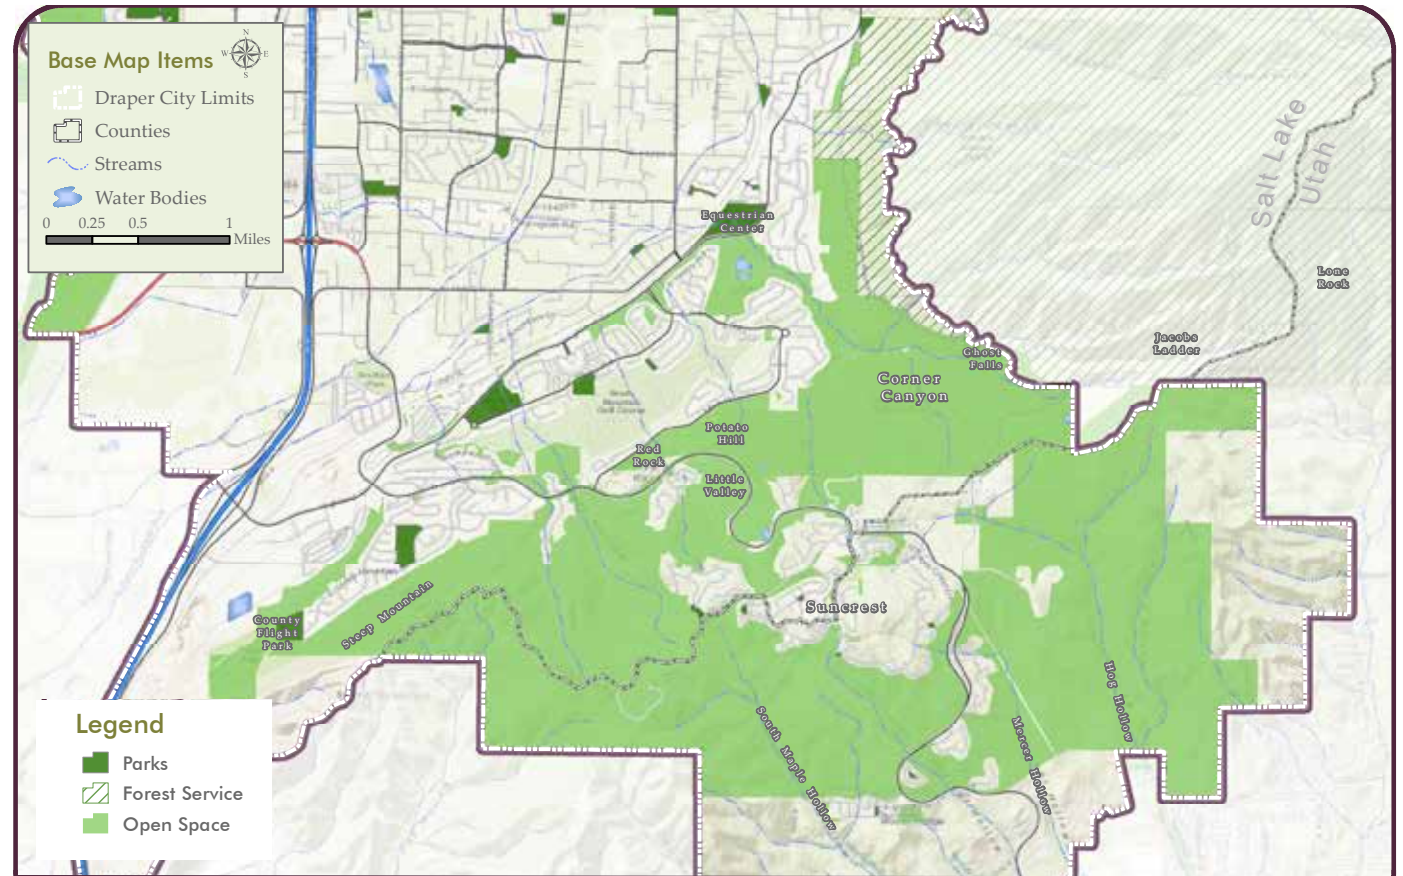 Base Map Items
N
W
E
S
Draper City Limits
Counties
Streams
Water Bodies
0 0.25 0.5 1
Miles
Salt Lake
Utah
Equestrian
Center
Lone
Rock
Jacobs
Ladder
Ghost
Falls
Corner
Canyon
Potato
Hill
Red
Rock
Little
Valley
Suncrest
Steep Mountain
County
Flight
Park
Hog Hollow
South Maple Hollow
Mercer Hollow
Legend
Parks
Forest Service
Open Space